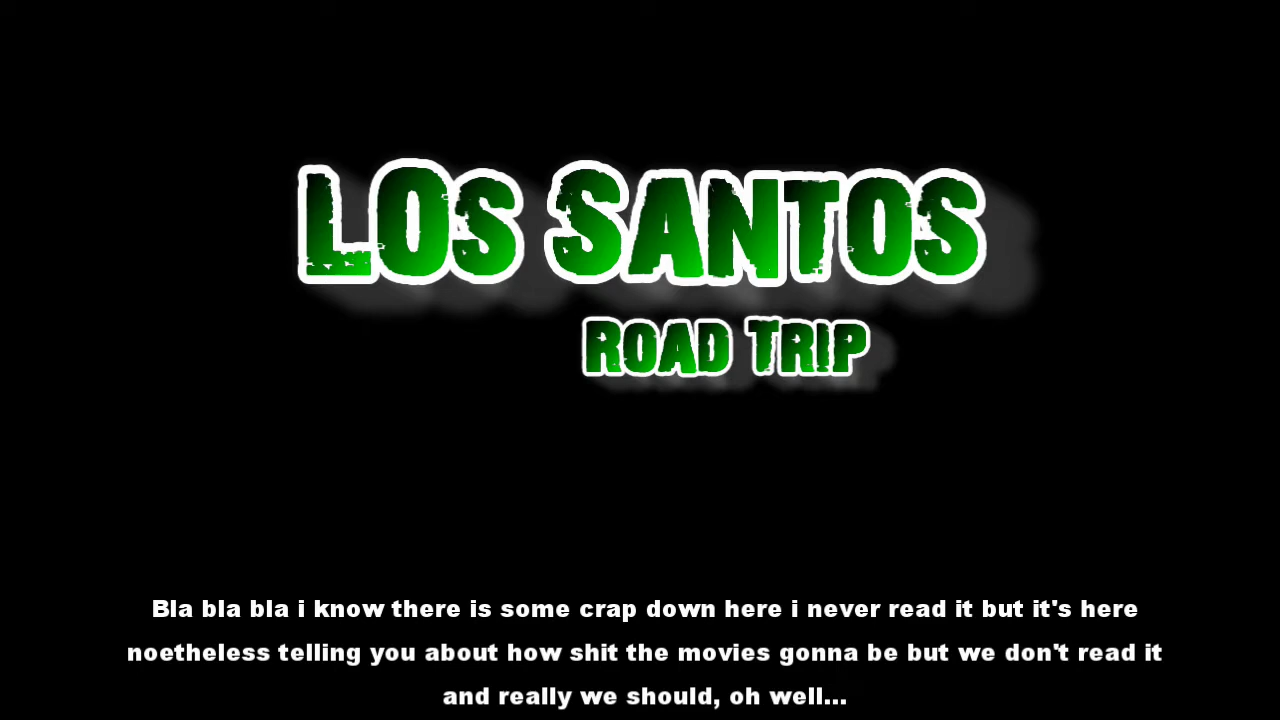 Los Santos
Road Trip
Bla bla bla i know there is some crap down here i never read it but it's here
noetheless telling you about how shit the movies gonna be but we don't read it
and really we should, oh well...